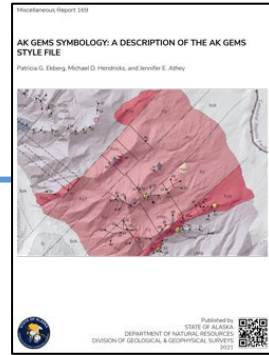 Miscellaneous Report 169
AK GEMS SYMBOLOGY: A DESCRIPTION OF THE AK GEMS
STYLE FILE
Patricia G. Ekberg, Michael D. Hendricks, and Jennifer E. Athey
Published by
STATE OF ALASKA
DEPARTMENT OF NATURAL RESOURCES
DIVISION OF GEOLOGICAL & GEOPHYSICAL SURVEYS
2021